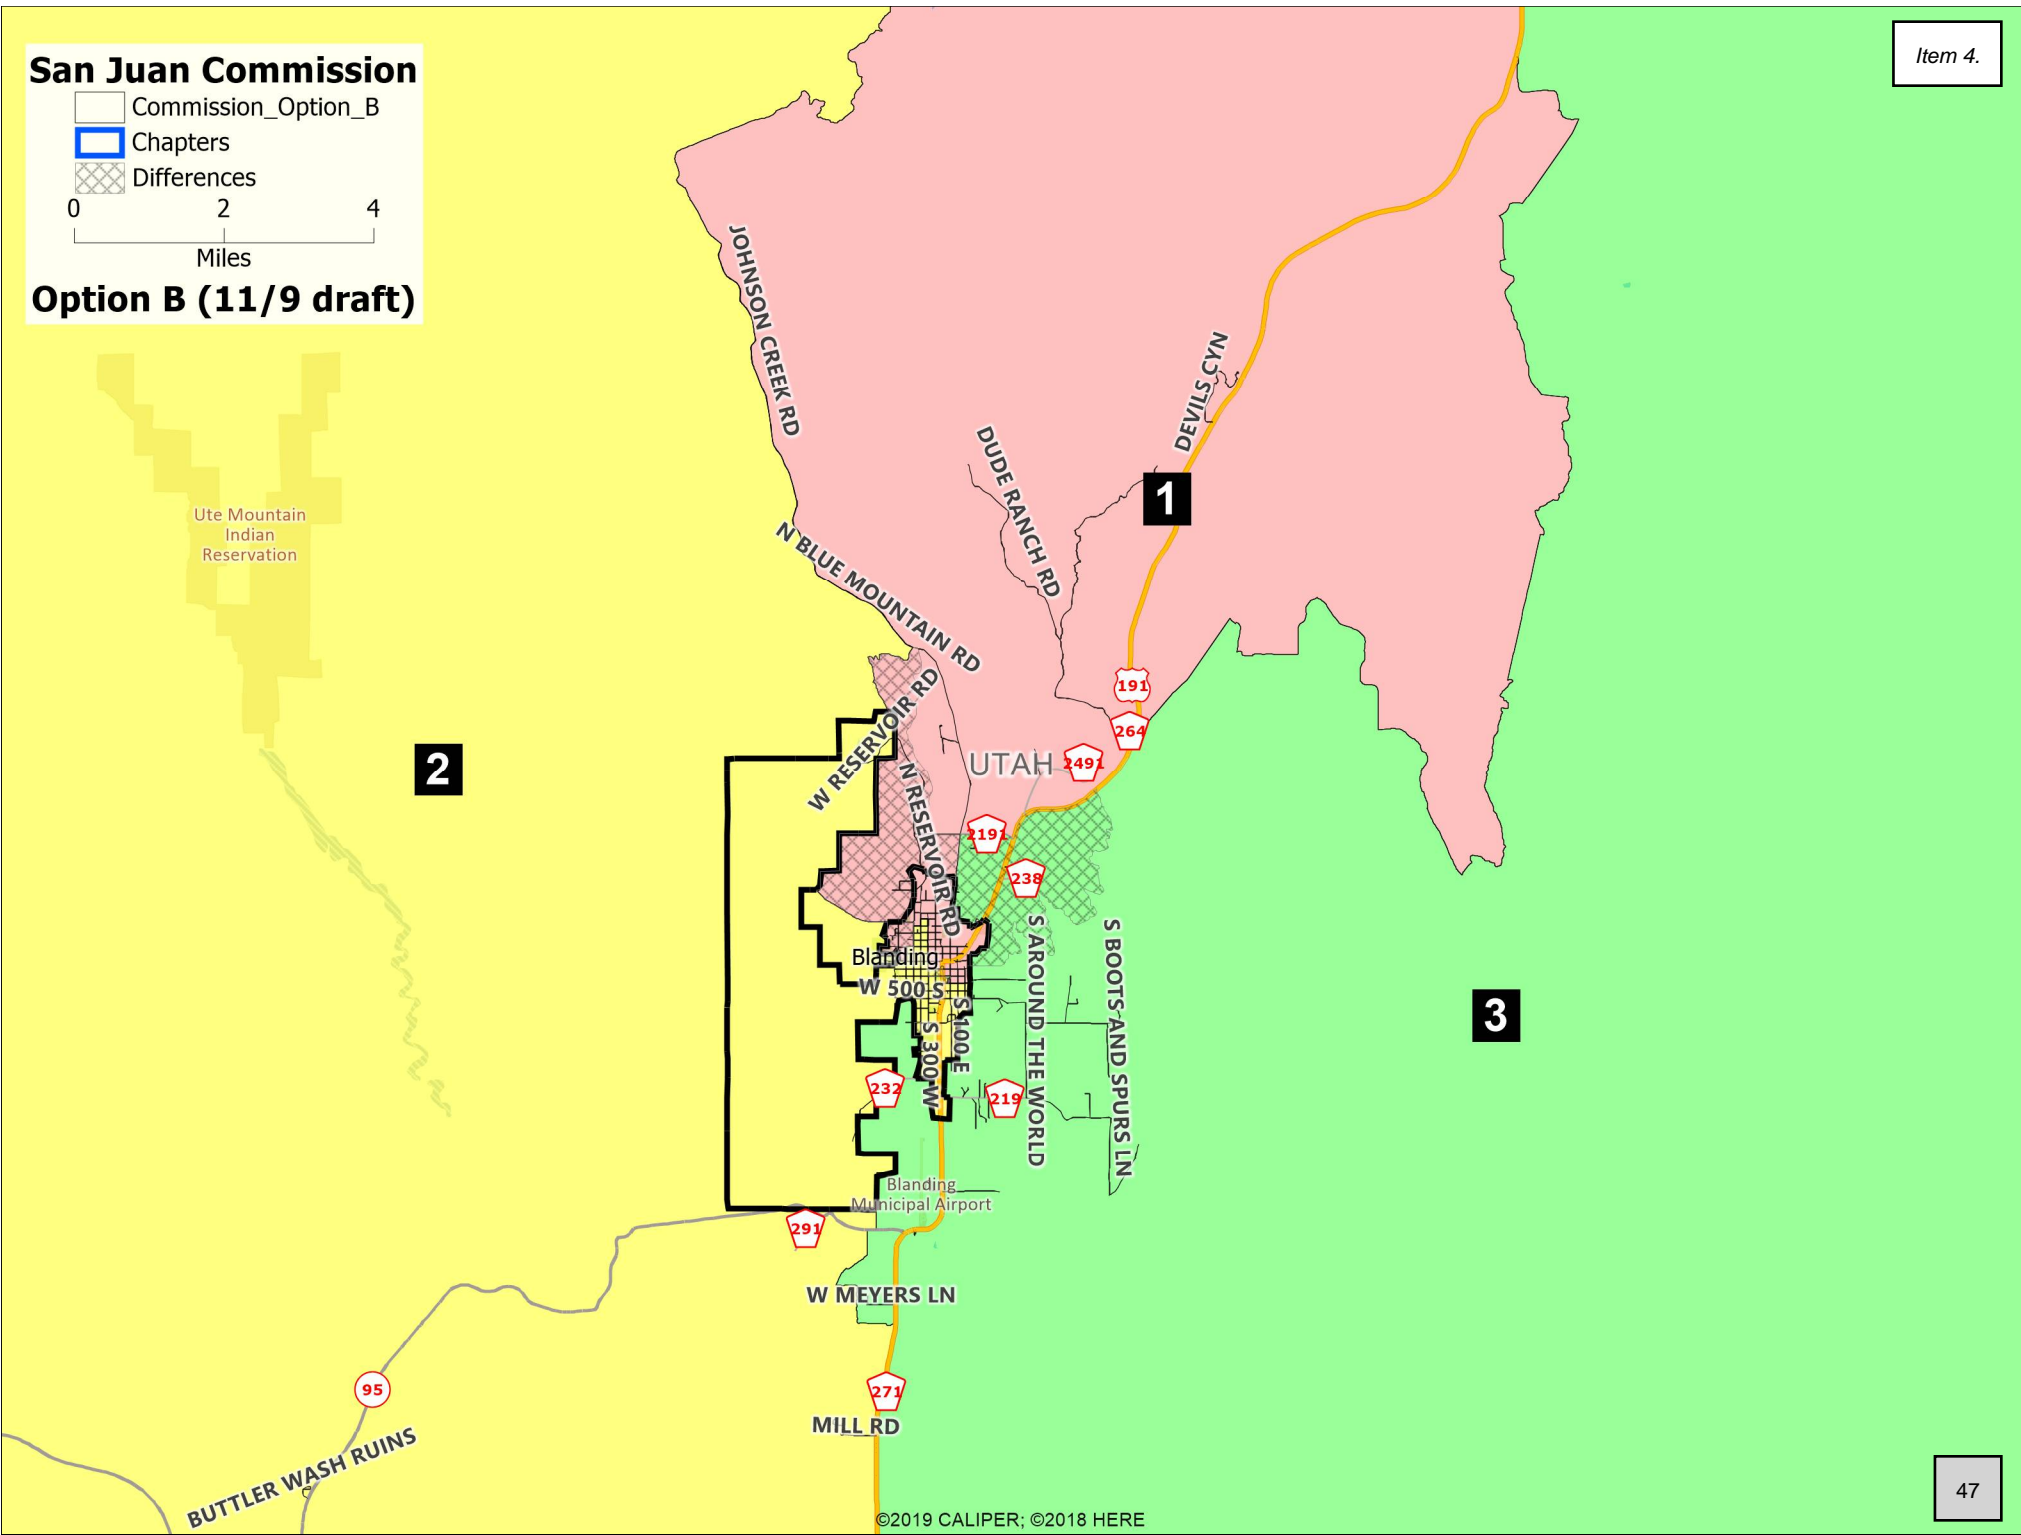 Item 4.
San Juan Commission
Commission_Option_B
Chapters
Differences
0 2 4
Miles
Option B (11/9 draft)
JOHNSON CREEK RD
DEVILS CYN
DUDE RANCH RD
1
Ute Mountain
Indian
Reservation
N BLUE MOUNTAIN RD
W RESERVOIR RD
191
264
2
UTAH
2491
N RESERVOIR RD
2191
238
Blanding
W 500 S
S 100 E
S 300 W
S AROUND THE WORLD
S BOOTS AND SPURS LN
3
232
219
Blanding
Municipal Airport
291
W MEYERS LN
95
271
MILL RD
BUTTLER WASH RUINS
47
©2019 CALIPER; ©2018 HERE